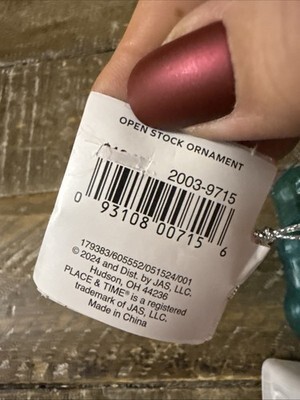 OPEN STOCK ORNAMENT
2003-9715
0 93108 00715 6
179383/605552/051524/001
© 2024 and Dist. by JAS, LLC.
Hudson, OH 44236
PLACE & TIME® is a registered
trademark of JAS, LLC.
Made in China